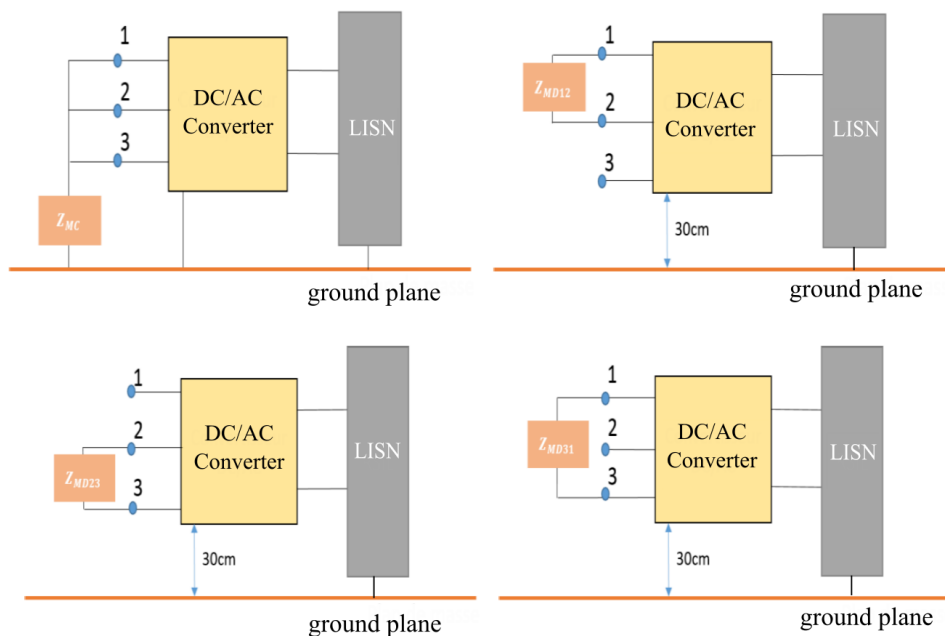 1
2
3
DC/AC
Converter
LISN
Z_MC
ground plane
1
2
3
Z_MD12
DC/AC
Converter
LISN
30cm
ground plane
1
2
3
Z_MD23
DC/AC
Converter
LISN
30cm
ground plane
1
2
3
Z_MD31
DC/AC
Converter
LISN
30cm
ground plane